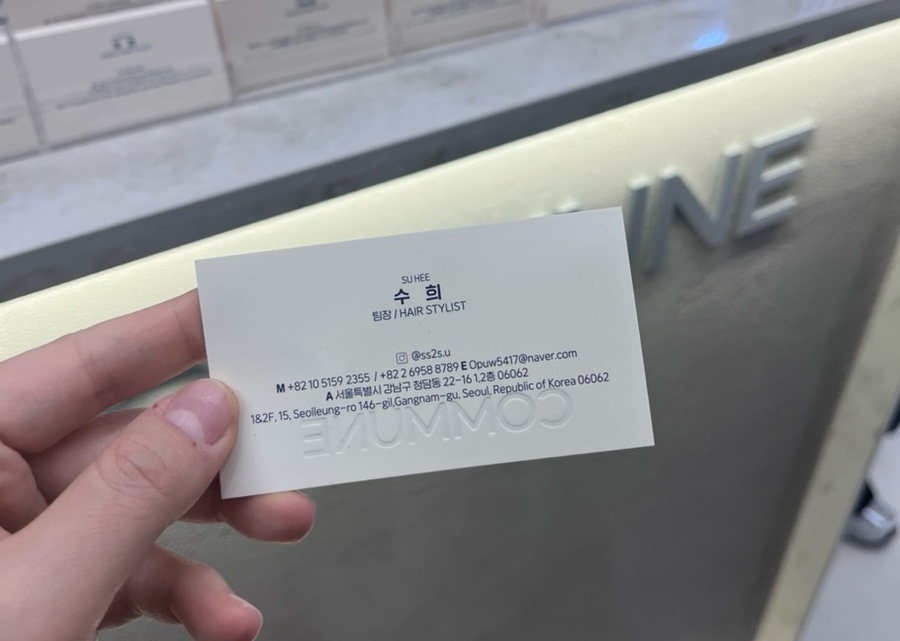 SU HEE
수 희
팀장 / HAIR STYLIST
@ss2s.u
M +82 10 5159 2355 / +82 2 6958 8789 E Opuw5417@naver.com
A 서울특별시 강남구 청담동 22-16 1,2층 06062
1&2F, 15, Seolleung-ro 146-gil,Gangnam-gu, Seoul, Republic of Korea 06062
COMMUNE
UNE